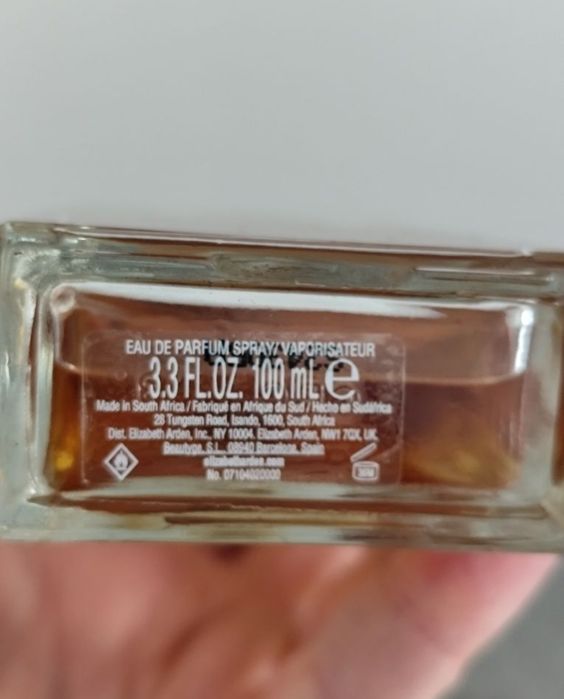 EAU DE PARFUM SPRAY/ VAPORISATEUR
3.3 FL.OZ. 100 mL e
Made in South Africa / Fabriqué en Afrique du Sud / Hecho en Sudáfrica
28 Tungsten Road, Isando, 1600, South Africa
Dist. Elizabeth Arden, Inc., NY 10004. Elizabeth Arden, NW1 7QX, UK.
Beautyge, S.L. 08940 Barcelona, Spain
elizabetharden.com
No. 07104020000